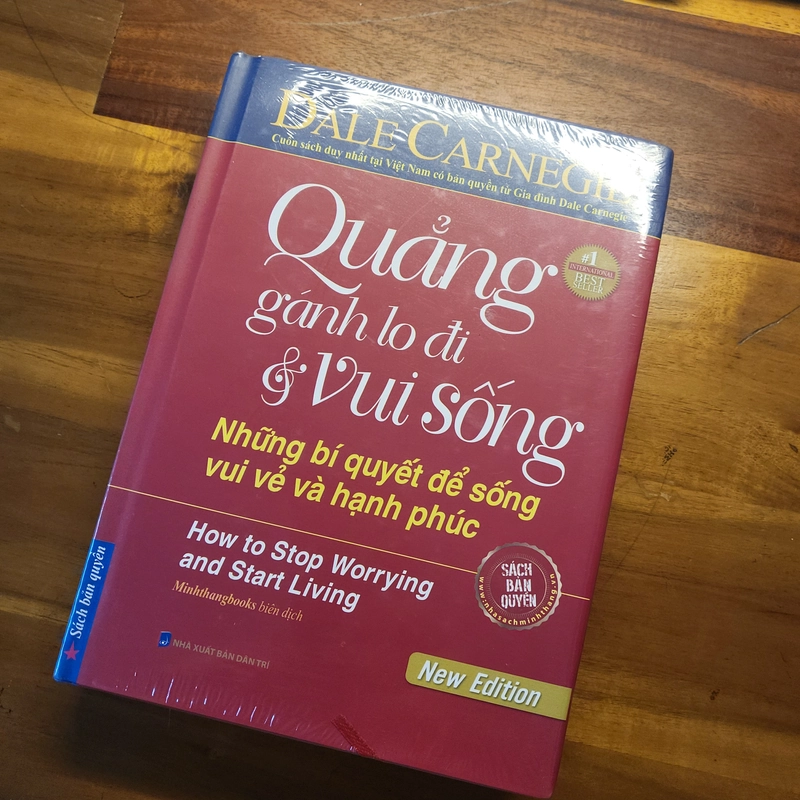 DALE CARNEGIE
Cuốn sách duy nhất tại Việt Nam có bản quyền từ Gia đình Dale Carnegie
Quẳng
gánh lo đi
& vui sống
#1
INTERNATIONAL
BEST
SELLER
Những bí quyết để sống
vui vẻ và hạnh phúc
How to Stop Worrying
and Start Living
Minhthangbooks biên dịch
SÁCH
BẢN
QUYỀN
www.nhasachminhthang.vn
Sách bản quyền
NHÀ XUẤT BẢN DÂN TRÍ
New Edition